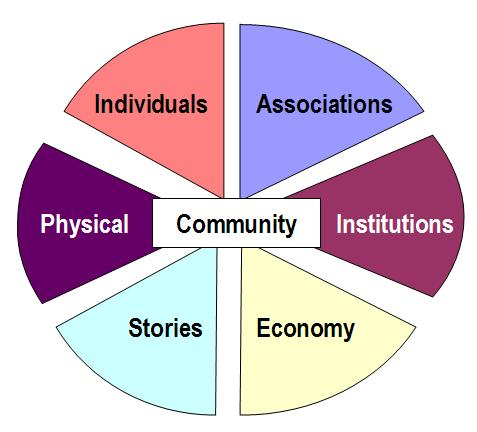 Individuals
Associations
Physical
Community
Institutions
Stories
Economy